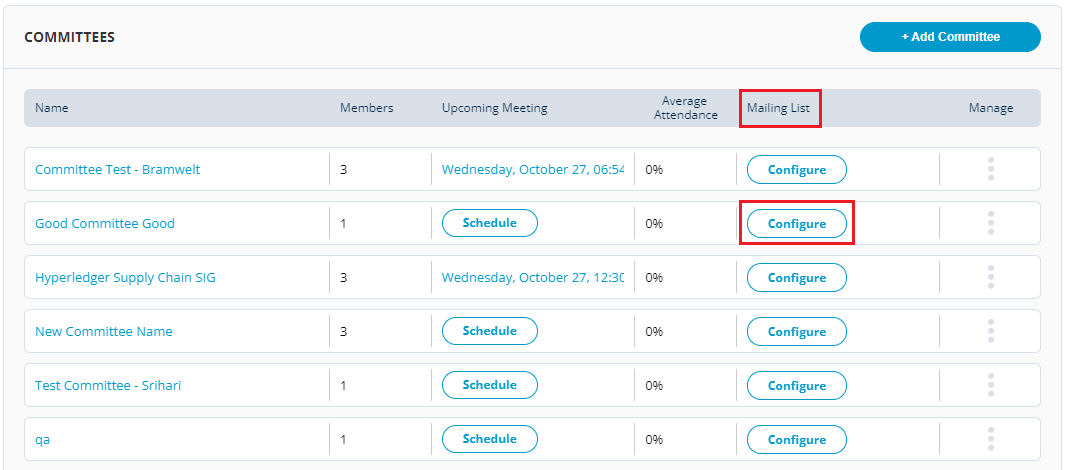 COMMITTEES
+ Add Committee
Name Members Upcoming Meeting Average Attendance Mailing List Manage
Committee Test - Bramwelt 3 Wednesday, October 27, 06:54 0% Configure
Good Committee Good 1 Schedule 0% Configure
Hyperledger Supply Chain SIG 3 Wednesday, October 27, 12:30 0% Configure
New Committee Name 3 Schedule 0% Configure
Test Committee - Srihari 1 Schedule 0% Configure
qa 1 Schedule 0% Configure